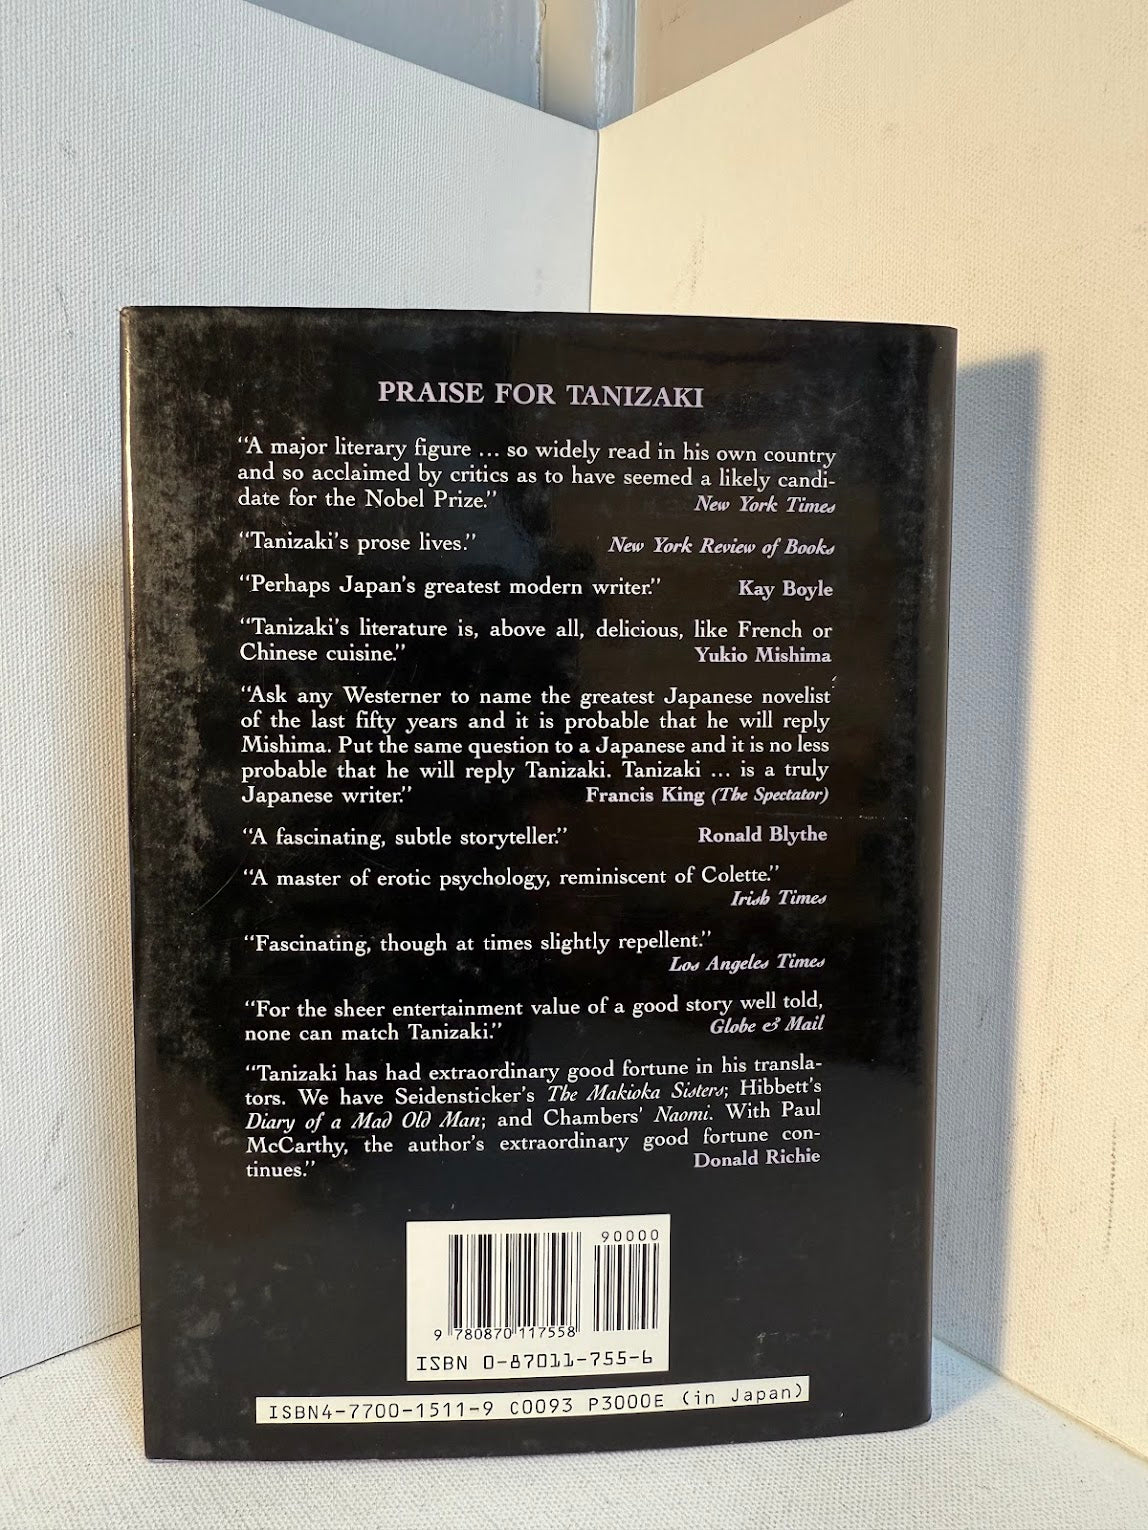 PRAISE FOR TANIZAKI
“A major literary figure ... so widely read in his own country
and so acclaimed by critics as to have seemed a likely candi-
date for the Nobel Prize.” New York Times
“Tanizaki’s prose lives.” New York Review of Books
“Perhaps Japan’s greatest modern writer.” Kay Boyle
“Tanizaki’s literature is, above all, delicious, like French or
Chinese cuisine.” Yukio Mishima
“Ask any Westerner to name the greatest Japanese novelist
of the last fifty years and it is probable that he will reply
Mishima. Put the same question to a Japanese and it is no less
probable that he will reply Tanizaki. Tanizaki ... is a truly
Japanese writer.” Francis King (The Spectator)
“A fascinating, subtle storyteller.” Ronald Blythe
“A master of erotic psychology, reminiscent of Colette.”
Irish Times
“Fascinating, though at times slightly repellent.”
Los Angeles Times
“For the sheer entertainment value of a good story well told,
none can match Tanizaki.” Globe & Mail
“Tanizaki has had extraordinary good fortune in his transla-
tors. We have Seidensticker’s The Makioka Sisters; Hibbett’s
Diary of a Mad Old Man; and Chambers’ Naomi. With Paul
McCarthy, the author’s extraordinary good fortune con-
tinues.” Donald Richie
90000
9 780870 117558
ISBN 0-87011-755-6
ISBN4-7700-1511-9 C0093 P3000E (in Japan)